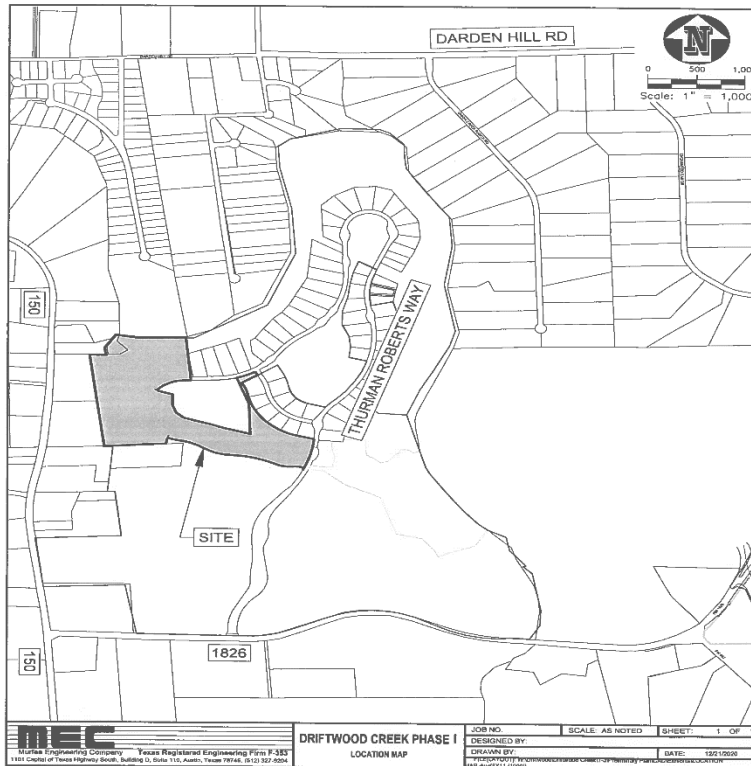 DARDEN HILL RD
N
0 500 1,00
Scale: 1" = 1,000
150
THURMAN ROBERTS WAY
SITE
1826
150
MEC
Murfee Engineering Company Texas Registered Engineering Firm F-353
1101 Capital of Texas Highway South, Building D, Suite 110, Austin, Texas 78746, (512) 327-9204
DRIFTWOOD CREEK PHASE I
LOCATION MAP
JOB NO. SCALE: AS NOTED SHEET: 1 OF
DESIGNED BY:
DRAWN BY: DATE: 12/21/2020